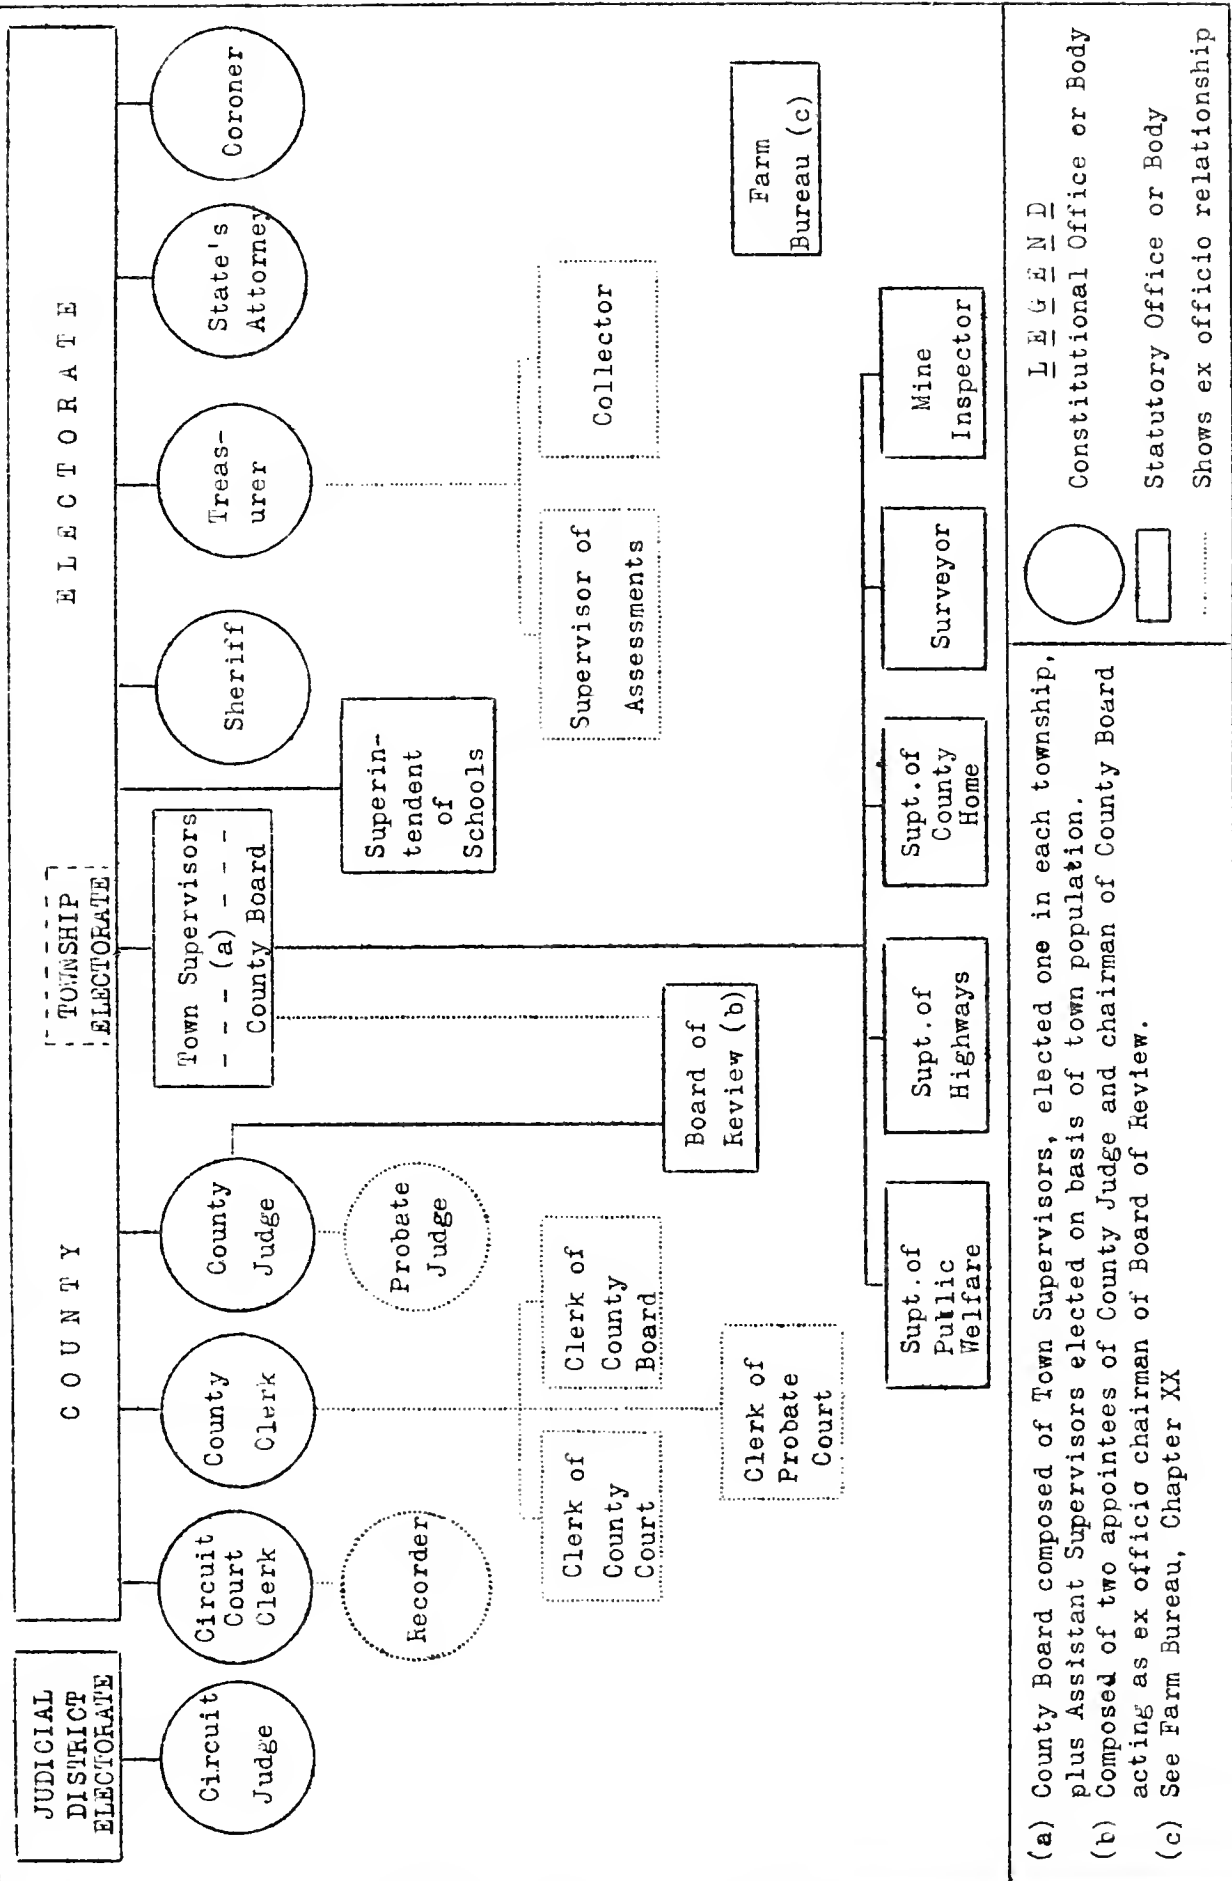 JUDICIAL
DISTRICT
ELECTORATE
COUNTY
TOWNSHIP
ELECTORATE
ELECTORATE
Circuit
Judge
Circuit
Court
Clerk
County
Clerk
County
Judge
Town Supervisors
- - - (a) - - -
County Board
Sheriff
Treas-
urer
State's
Attorney
Coroner
Recorder
Probate
Judge
Superin-
tendent
of
Schools
Clerk of
County
Court
Clerk of
County
Board
Supervisor of
Assessments
Collector
Clerk of
Probate
Court
Board of
Review (b)
Farm
Bureau (c)
Supt.of
Public
Welfare
Supt.of
Highways
Supt.of
County
Home
Surveyor
Mine
Inspector
(a) County Board composed of Town Supervisors, elected one in each township,
plus Assistant Supervisors elected on basis of town population.
(b) Composed of two appointees of County Judge and chairman of County Board
acting as ex officio chairman of Board of Review.
(c) See Farm Bureau, Chapter XX
LEGEND
Constitutional Office or Body
Statutory Office or Body
Shows ex officio relationship